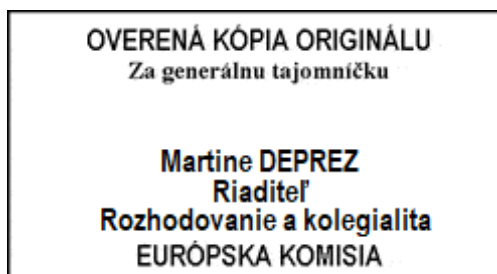 OVERENÁ KÓPIA ORIGINÁLU
Za generálnu tajomníčku
Martine DEPREZ
Riaditeľ
Rozhodovanie a kolegialita
EURÓPSKA KOMISIA